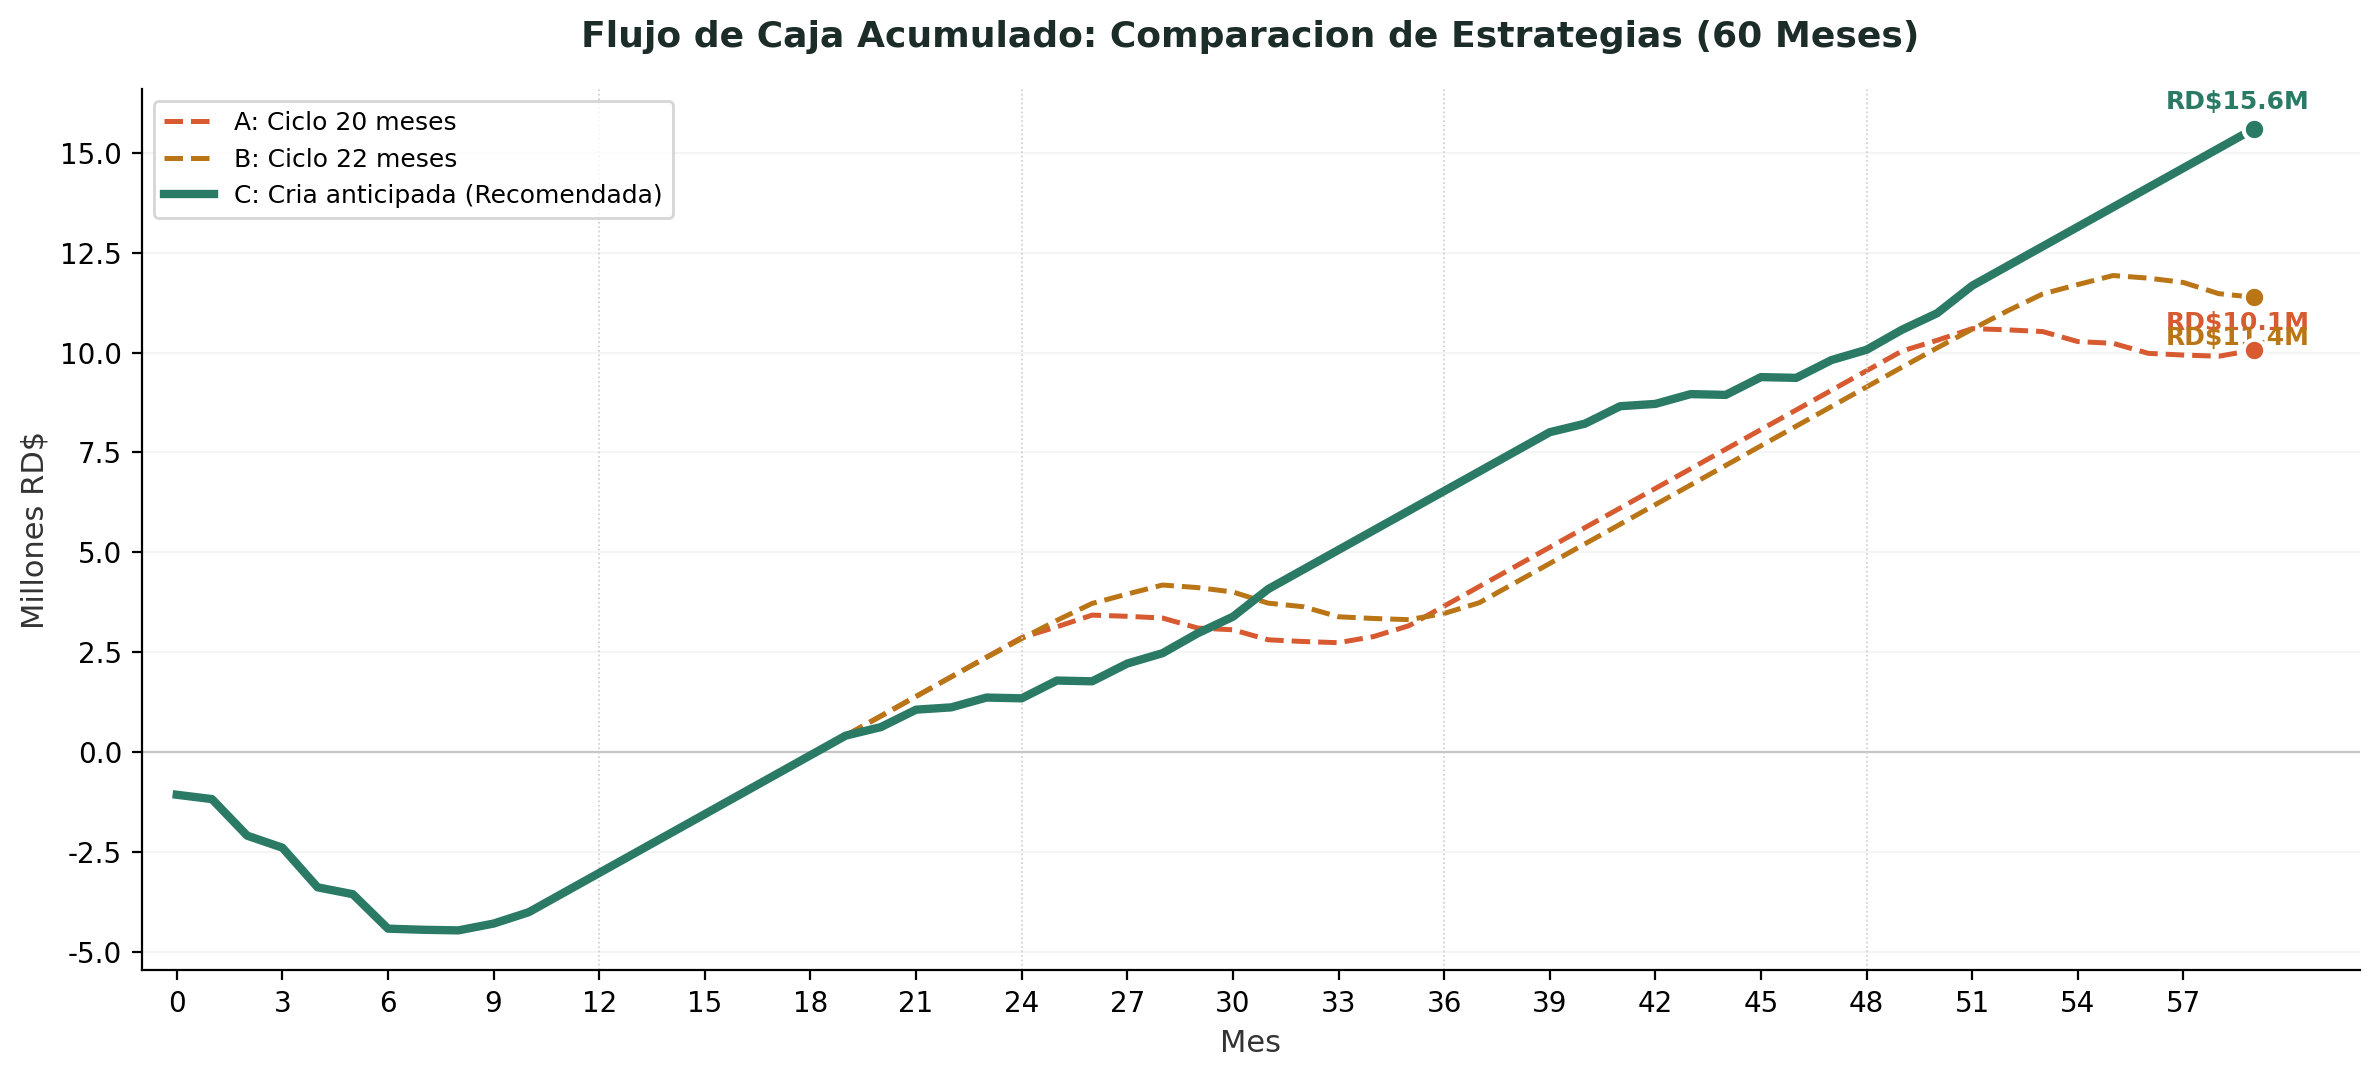 Flujo de Caja Acumulado: Comparacion de Estrategias (60 Meses)
A: Ciclo 20 meses
B: Ciclo 22 meses
C: Cria anticipada (Recomendada)
RD$15.6M
RD$10.1M
RD$11.4M
Millones RD$
15.0
12.5
10.0
7.5
5.0
2.5
0.0
-2.5
-5.0
0 3 6 9 12 15 18 21 24 27 30 33 36 39 42 45 48 51 54 57
Mes